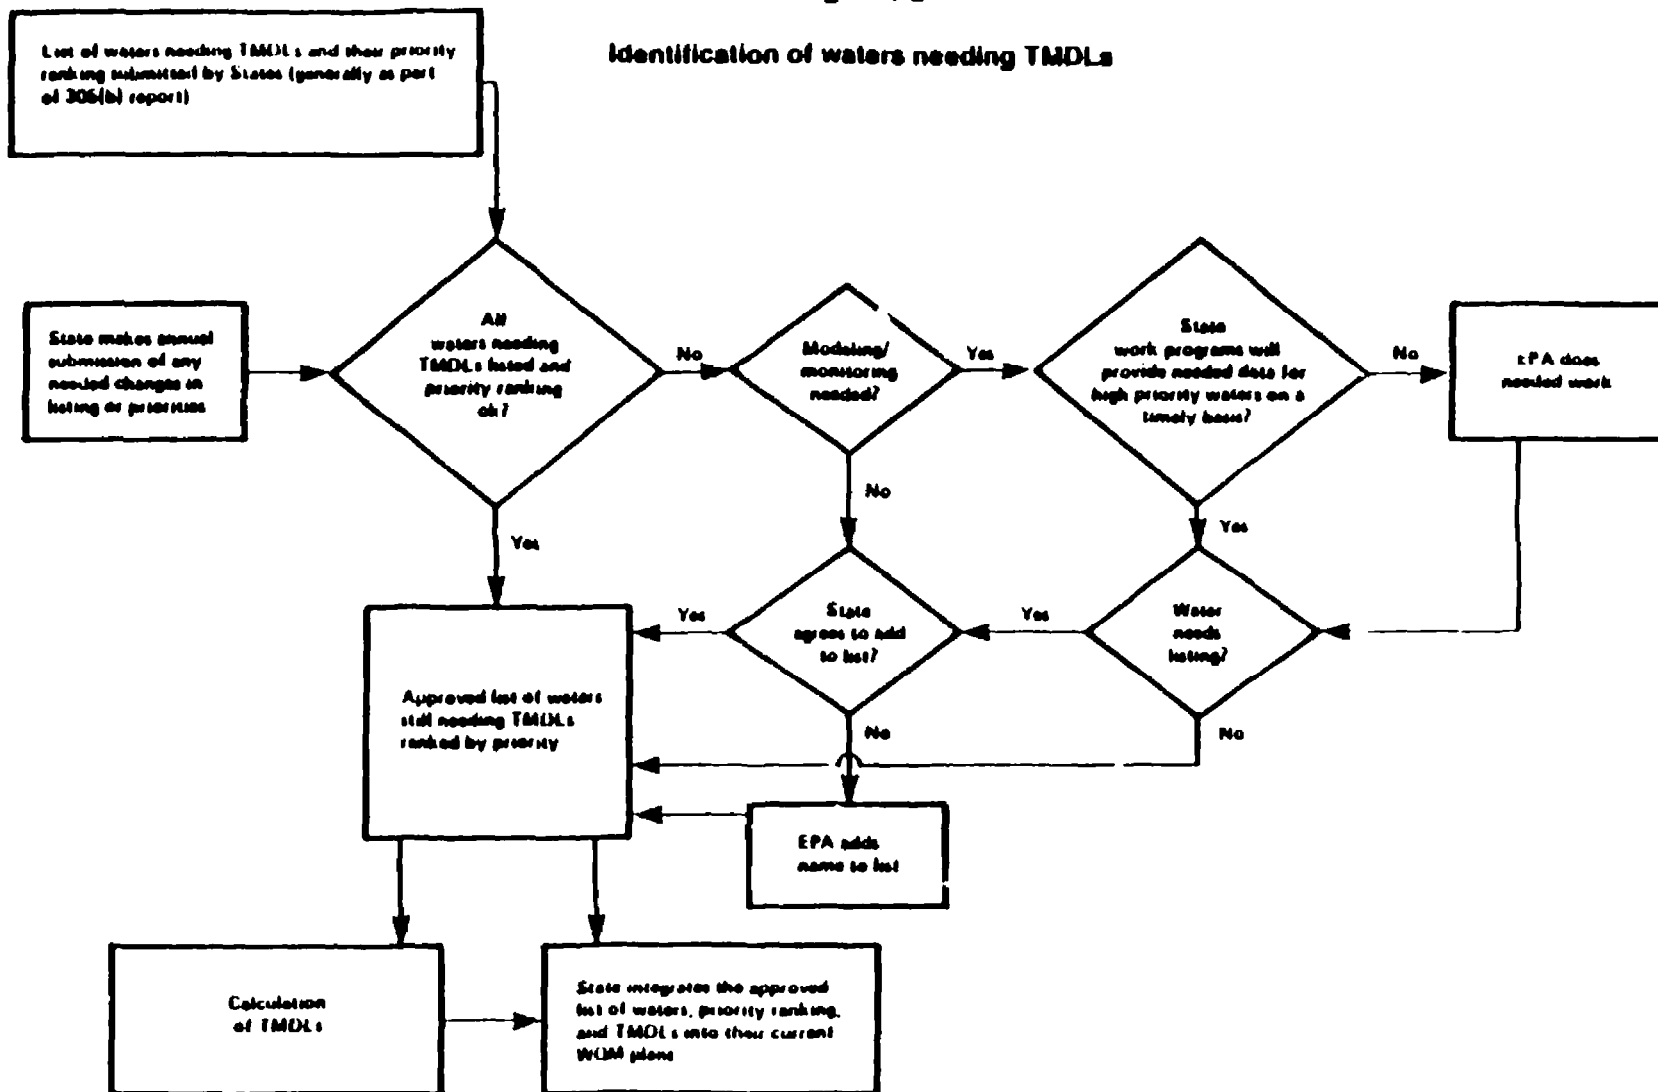 Identification of waters needing TMDLs
List of waters needing TMDLs and their priority
ranking submitted by States (generally as part
of 305(b) report)
State makes annual
submission of any
needed changes in
listing or priorities
All
waters needing
TMDLs listed and
priority ranking
ok?
No
Modeling/
monitoring
needed?
Yes
State
work programs will
provide needed data for
high priority waters on a
timely basis?
No
EPA does
needed work
Yes
No
Yes
Approved list of waters
still needing TMDLs
ranked by priority
Yes
State
agrees to add
to list?
Yes
Water
needs
listing?
No
No
EPA adds
name to list
Calculation
of TMDLs
State integrates the approved
list of waters, priority ranking,
and TMDLs into their current
WQM plans